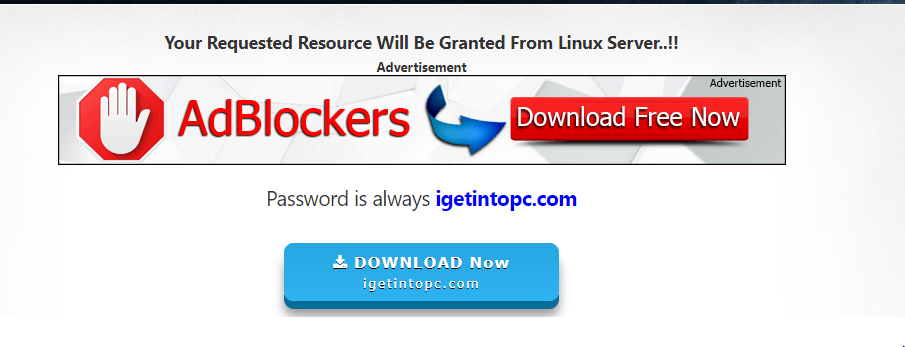 Your Requested Resource Will Be Granted From Linux Server..!!
Advertisement
Advertisement
AdBlockers
Download Free Now
Password is always igetintopc.com
DOWNLOAD Now
igetintopc.com